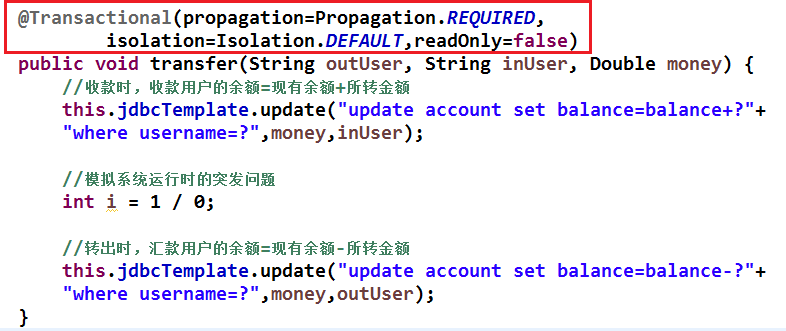 @Transactional(propagation=Propagation.REQUIRED,
isolation=Isolation.DEFAULT,readOnly=false)
public void transfer(String outUser, String inUser, Double money) {
//收款时，收款用户的余额=现有余额+所转金额
this.jdbcTemplate.update("update account set balance=balance+?"+
"where username=?",money,inUser);
//模拟系统运行时的突发问题
int i = 1 / 0;
//转出时，汇款用户的余额=现有余额-所转金额
this.jdbcTemplate.update("update account set balance=balance-?"+
"where username=?",money,outUser);
}